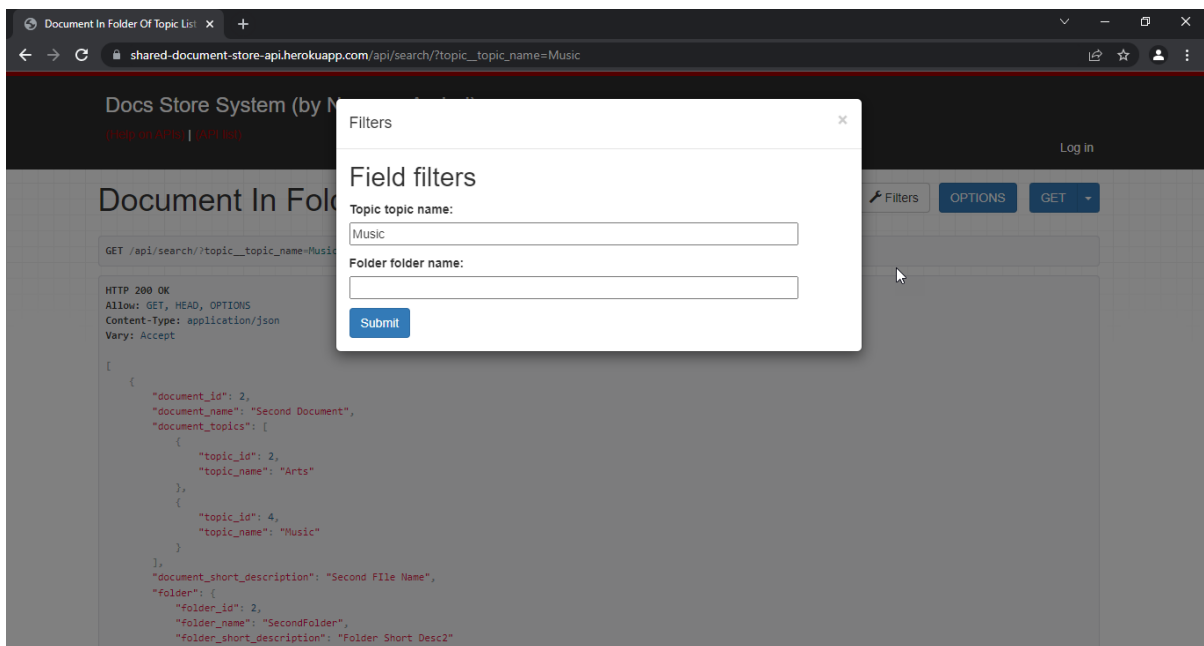 Document In Folder Of Topic List
shared-document-store-api.herokuapp.com/api/search/?topic__topic_name=Music
Docs Store System (by N
|
Log in
Filters
×
Field filters
Topic topic name:
Music
Folder folder name:
Submit
Document In Fol
Filters
OPTIONS
GET
GET /api/search/?topic__topic_name=Music
HTTP 200 OK
Allow: GET, HEAD, OPTIONS
Content-Type: application/json
Vary: Accept
[
{
"document_id": 2,
"document_name": "Second Document",
"document_topics": [
{
"topic_id": 2,
"topic_name": "Arts"
},
{
"topic_id": 4,
"topic_name": "Music"
}
],
"document_short_description": "Second FIle Name",
"folder": {
"folder_id": 2,
"folder_name": "SecondFolder",
"folder_short_description": "Folder Short Desc2"